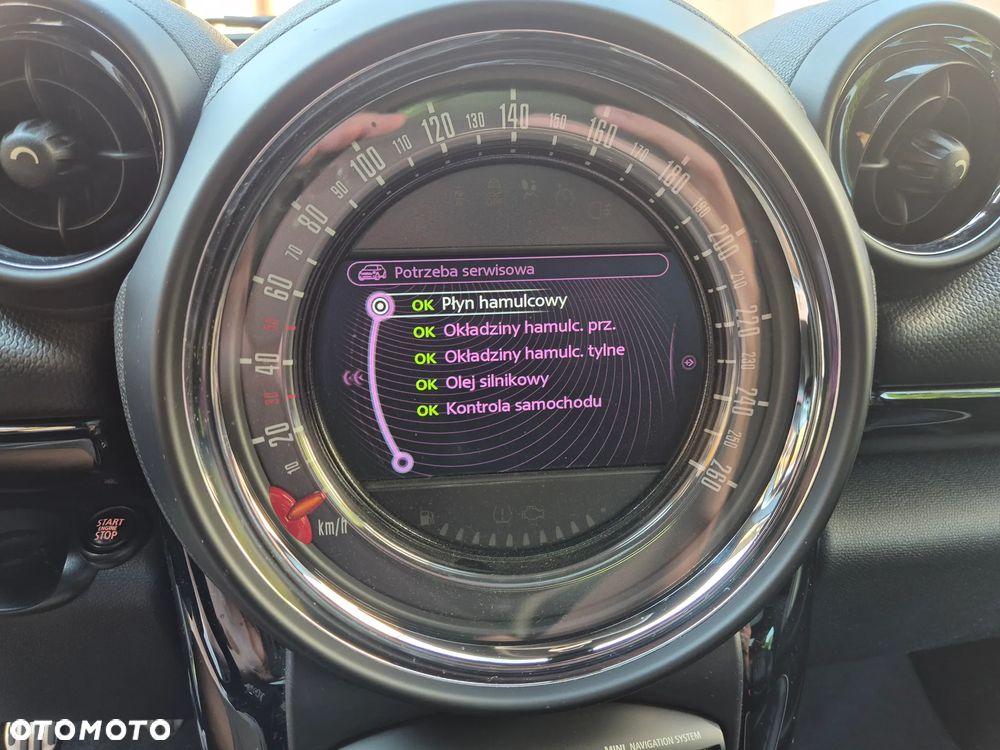 Potrzeba serwisowa
OK Płyn hamulcowy
OK Okładziny hamulc. prz.
OK Okładziny hamulc. tylne
OK Olej silnikowy
OK Kontrola samochodu
10
20
30
40
50
60
70
80
90
100
110
120
130
140
150
160
170
180
190
200
210
220
230
240
250
260
km/h
START
ENGINE
STOP
MINI NAVIGATION SYSTEM
OTOMOTO